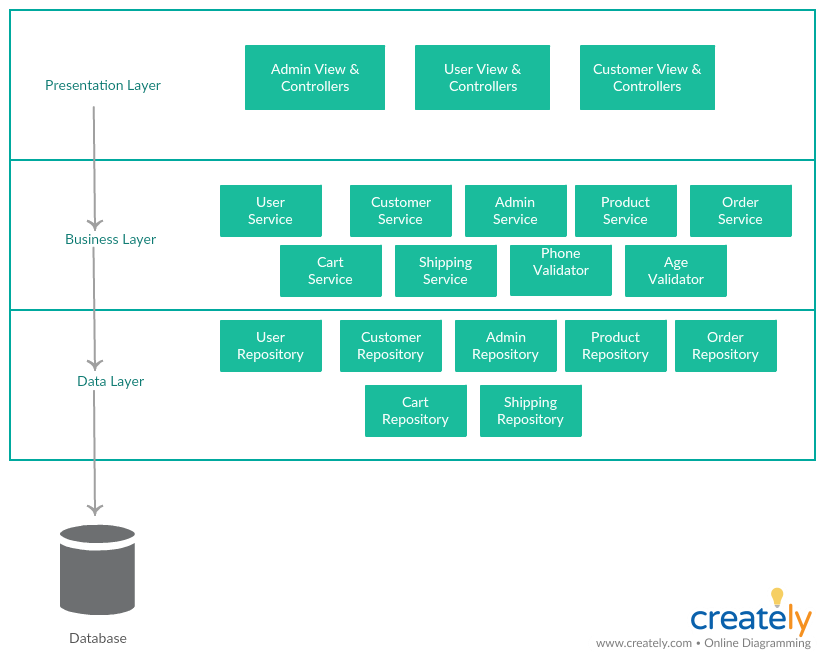 Admin View &
Controllers
User View &
Controllers
Customer View &
Controllers
Presentation Layer
User
Service
Customer
Service
Admin
Service
Product
Service
Order
Service
Business Layer
Cart
Service
Shipping
Service
Phone
Validator
Age
Validator
User
Repository
Customer
Repository
Admin
Repository
Product
Repository
Order
Repository
Data Layer
Cart
Repository
Shipping
Repository
Database
creately
www.creately.com • Online Diagramming